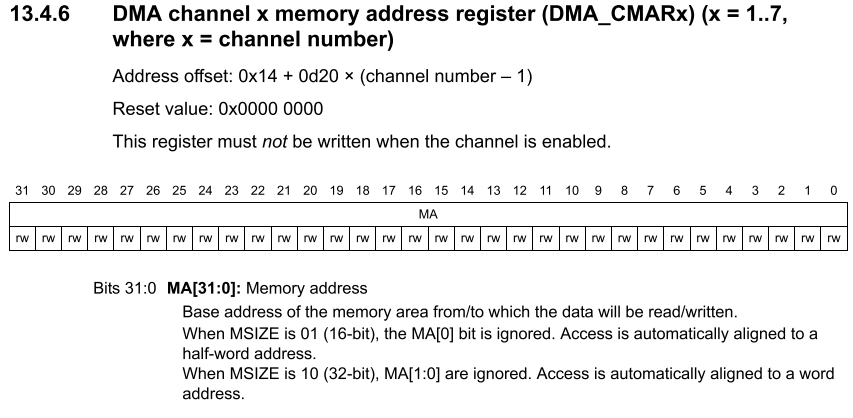 13.4.6 DMA channel x memory address register (DMA_CMARx) (x = 1..7,
where x = channel number)
Address offset: 0x14 + 0d20 × (channel number – 1)
Reset value: 0x0000 0000
This register must not be written when the channel is enabled.
31 30 29 28 27 26 25 24 23 22 21 20 19 18 17 16 15 14 13 12 11 10 9 8 7 6 5 4 3 2 1 0
MA
rw rw rw rw rw rw rw rw rw rw rw rw rw rw rw rw rw rw rw rw rw rw rw rw rw rw rw rw rw rw rw rw
Bits 31:0 MA[31:0]: Memory address
Base address of the memory area from/to which the data will be read/written.
When MSIZE is 01 (16-bit), the MA[0] bit is ignored. Access is automatically aligned to a
half-word address.
When MSIZE is 10 (32-bit), MA[1:0] are ignored. Access is automatically aligned to a word
address.